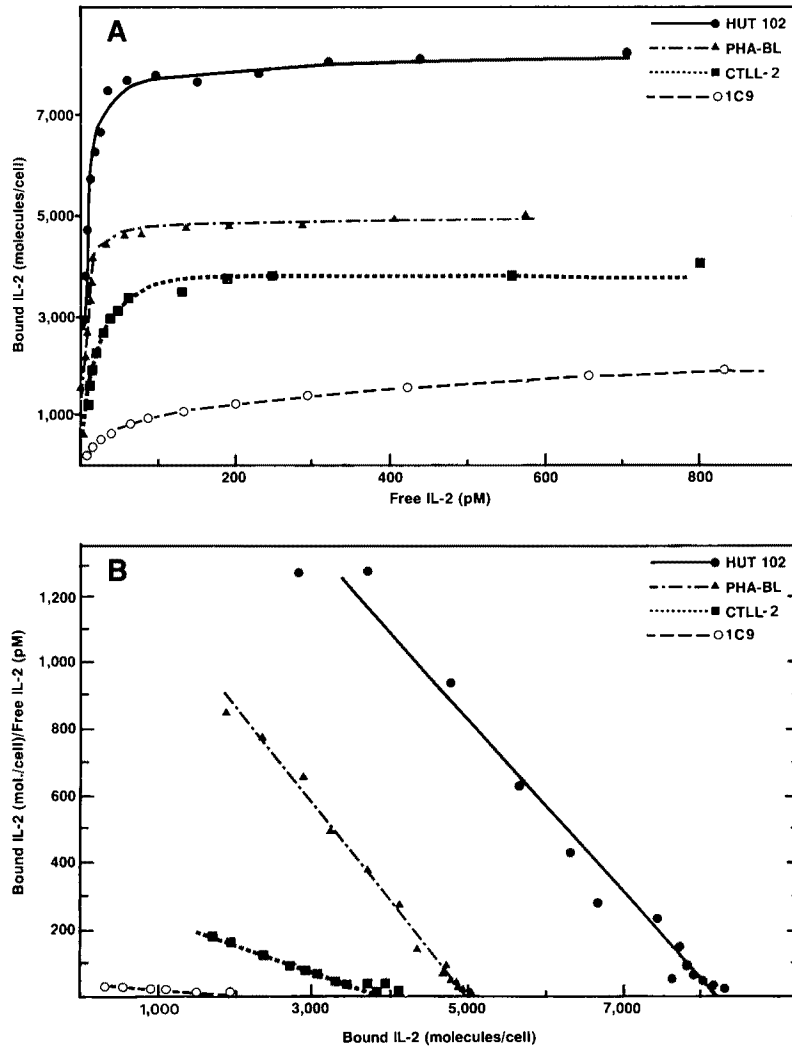 A
HUT 102
PHA-BL
CTLL-2
1C9
7,000
5,000
3,000
1,000
Bound IL-2 (molecules/cell)
200
400
600
800
Free IL-2 (pM)
B
HUT 102
PHA-BL
CTLL-2
1C9
1,200
1,000
800
600
400
200
Bound IL-2 (mol./cell)/Free IL-2 (pM)
1,000
3,000
5,000
7,000
Bound IL-2 (molecules/cell)